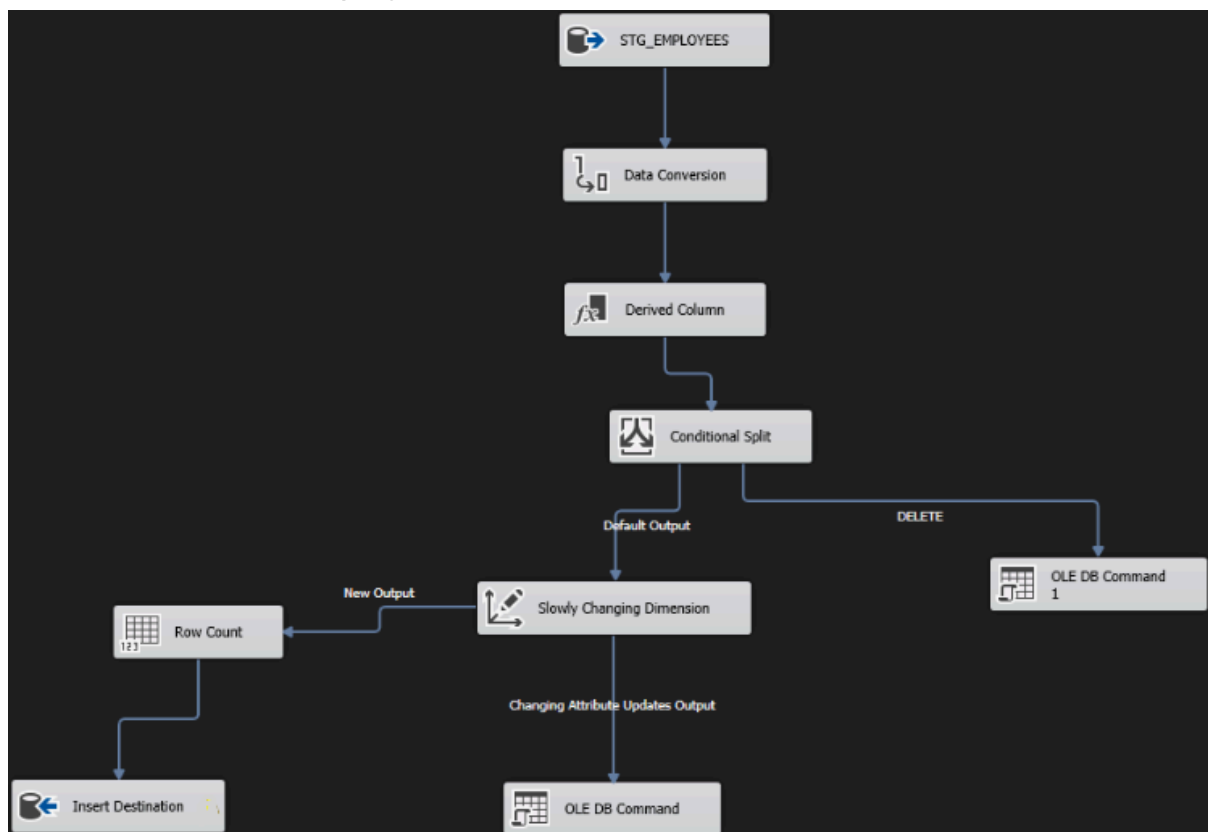 STG_EMPLOYEES
Data Conversion
Derived Column
Conditional Split
Default Output
DELETE
OLE DB Command
1
New Output
Slowly Changing Dimension
Row Count
123
Changing Attribute Updates Output
Insert Destination
OLE DB Command